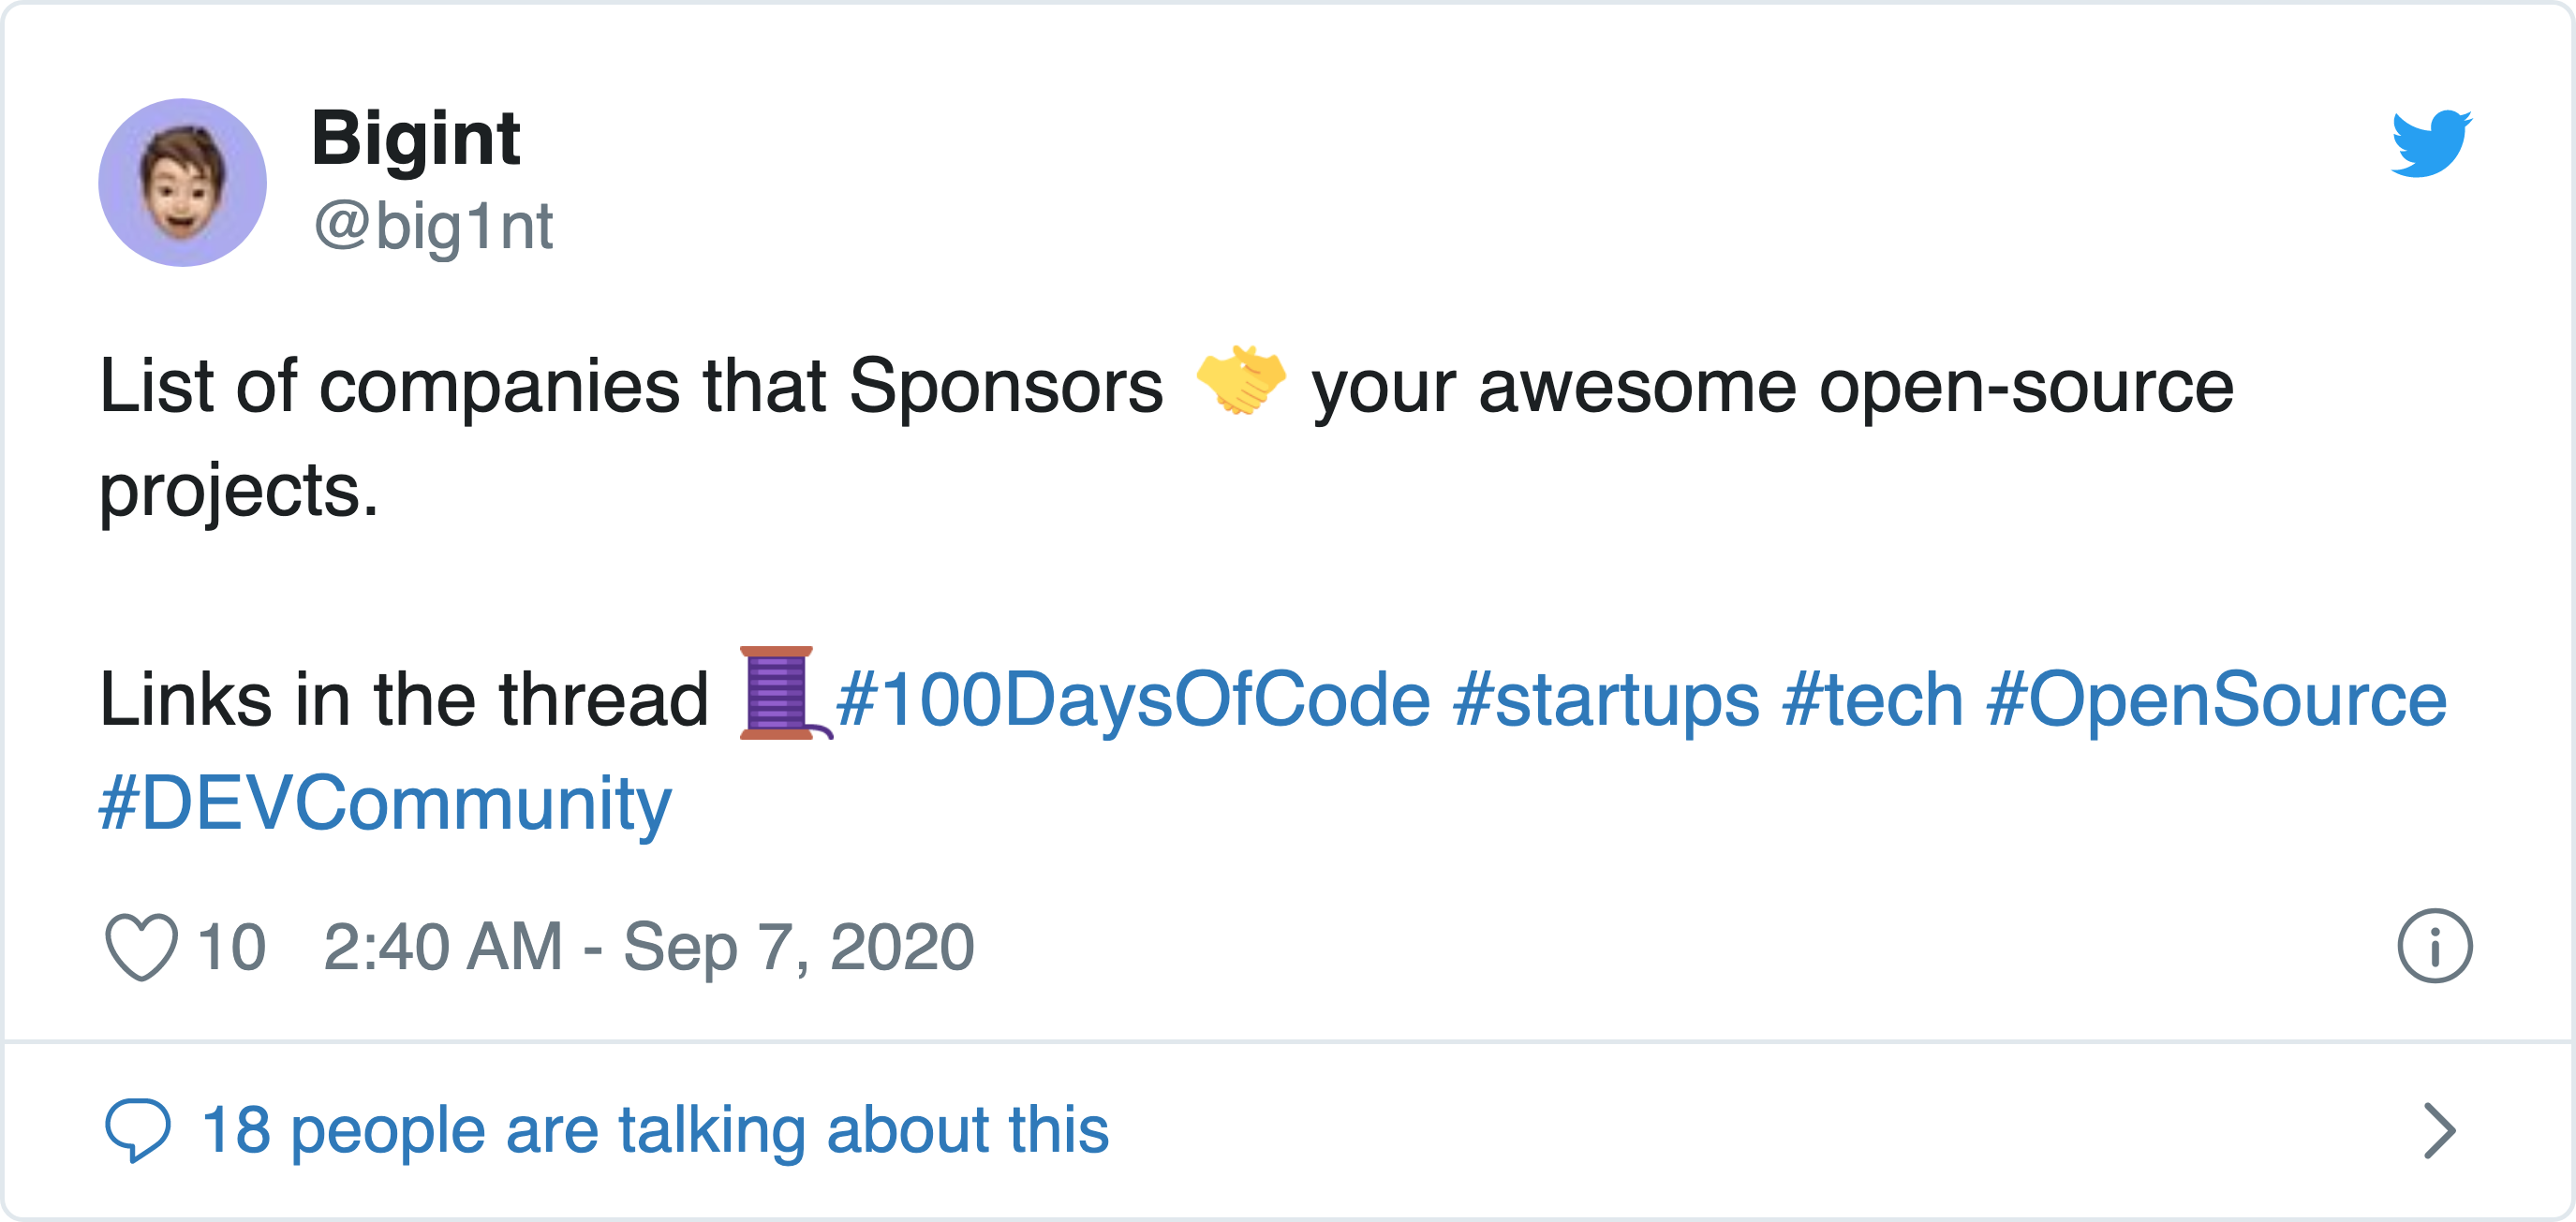 Bigint
@big1nt
List of companies that Sponsors 🤝 your awesome open-source
projects.
Links in the thread 🧵#100DaysOfCode #startups #tech #OpenSource
#DEVCommunity
10 2:40 AM - Sep 7, 2020
18 people are talking about this